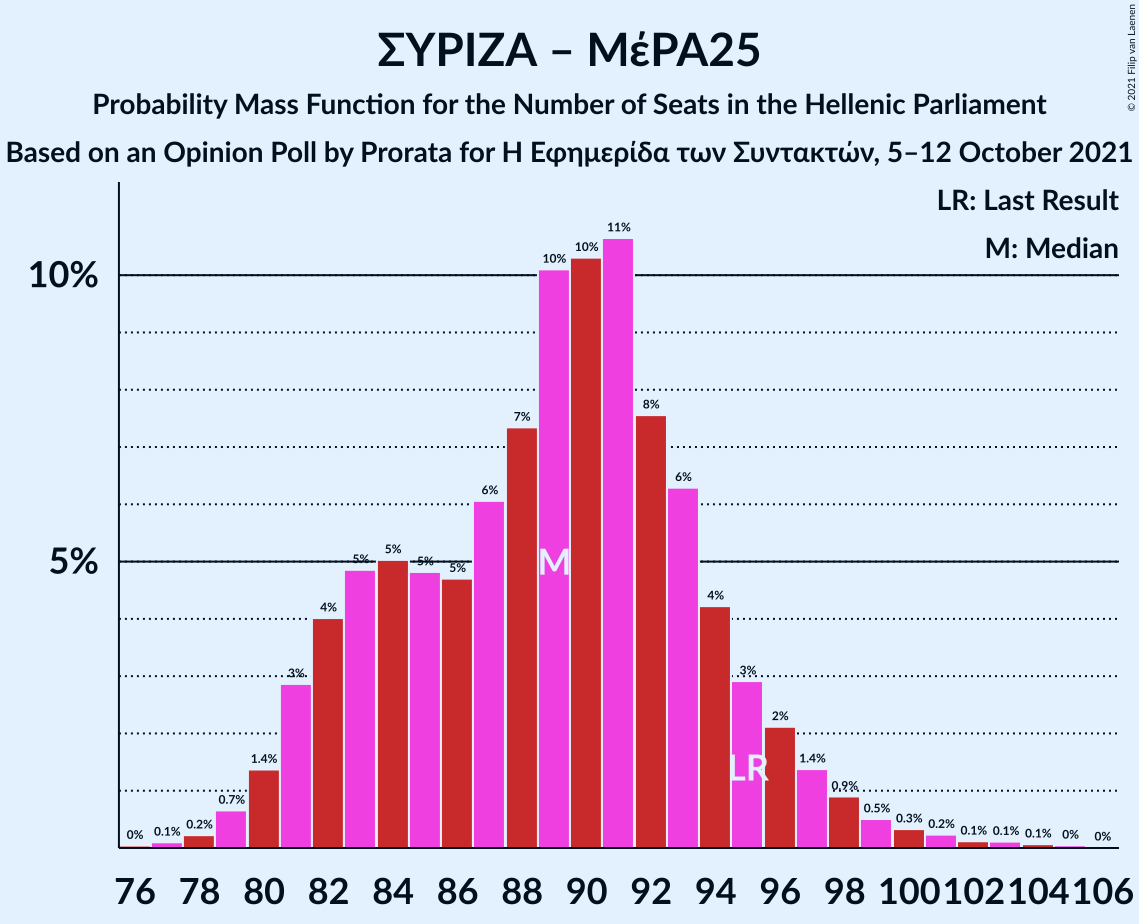 ΣΥΡΙΖΑ – ΜέΡΑ25
Probability Mass Function for the Number of Seats in the Hellenic Parliament
Based on an Opinion Poll by Prorata for Η Εφημερίδα των Συντακτών, 5–12 October 2021
© 2021 Filip van Laenen
LR: Last Result
M: Median
10%
5%
0% 0.1% 0.2% 0.7% 1.4% 3% 4% 5% 5% 5% 5% 6% 7% 10% 10% 11% 8% 6% 4% 3% 2% 1.4% 0.9% 0.5% 0.3% 0.2% 0.1% 0.1% 0.1% 0% 0%
M
LR
76 78 80 82 84 86 88 90 92 94 96 98 100 102 104 106